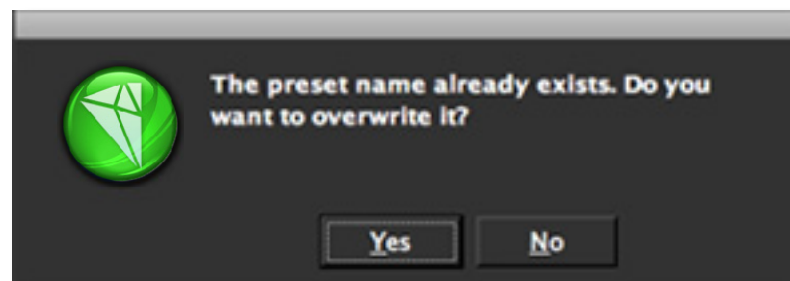 The preset name already exists. Do you
want to overwrite it?
Yes
No